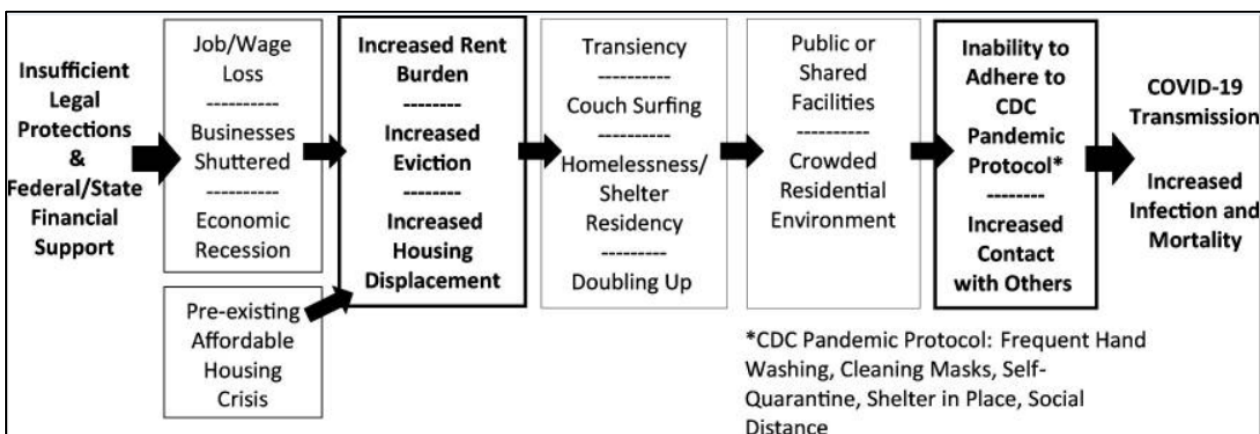 Insufficient
Legal
Protections
&
Federal/State
Financial
Support
Job/Wage
Loss
----------
Businesses
Shuttered
----------
Economic
Recession
Pre-existing
Affordable
Housing
Crisis
Increased Rent
Burden
--------
Increased
Eviction
--------
Increased
Housing
Displacement
Transiency
----------
Couch Surfing
----------
Homelessness/
Shelter
Residency
---------
Doubling Up
Public or
Shared
Facilities
----------
Crowded
Residential
Environment
Inability to
Adhere to
CDC
Pandemic
Protocol*
--------
Increased
Contact
with Others
COVID-19
Transmission
Increased
Infection and
Mortality
*CDC Pandemic Protocol: Frequent Hand
Washing, Cleaning Masks, Self-
Quarantine, Shelter in Place, Social
Distance